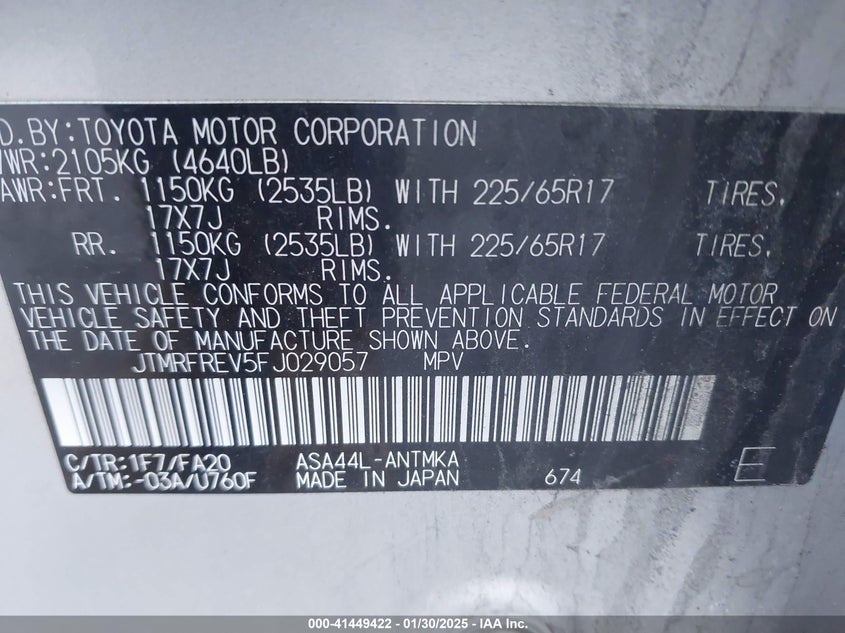 D.BY:TOYOTA MOTOR CORPORATION
VWR:2105KG (4640LB)
AWR:FRT. 1150KG (2535LB) WITH 225/65R17 TIRES.
17X7J RIMS.
RR. 1150KG (2535LB) WITH 225/65R17 TIRES.
17X7J RIMS.
THIS VEHICLE CONFORMS TO ALL APPLICABLE FEDERAL MOTOR
VEHICLE SAFETY AND THEFT PREVENTION STANDARDS IN EFFECT ON
THE DATE OF MANUFACTURE SHOWN ABOVE.
JTMRFREV5FJ029057 MPV
C/TR:1F7/FA20 ASA44L-ANTMKA
A/TM:-03A/U760F MADE IN JAPAN 674 E
000-41449422 - 01/30/2025 - IAAI.COM